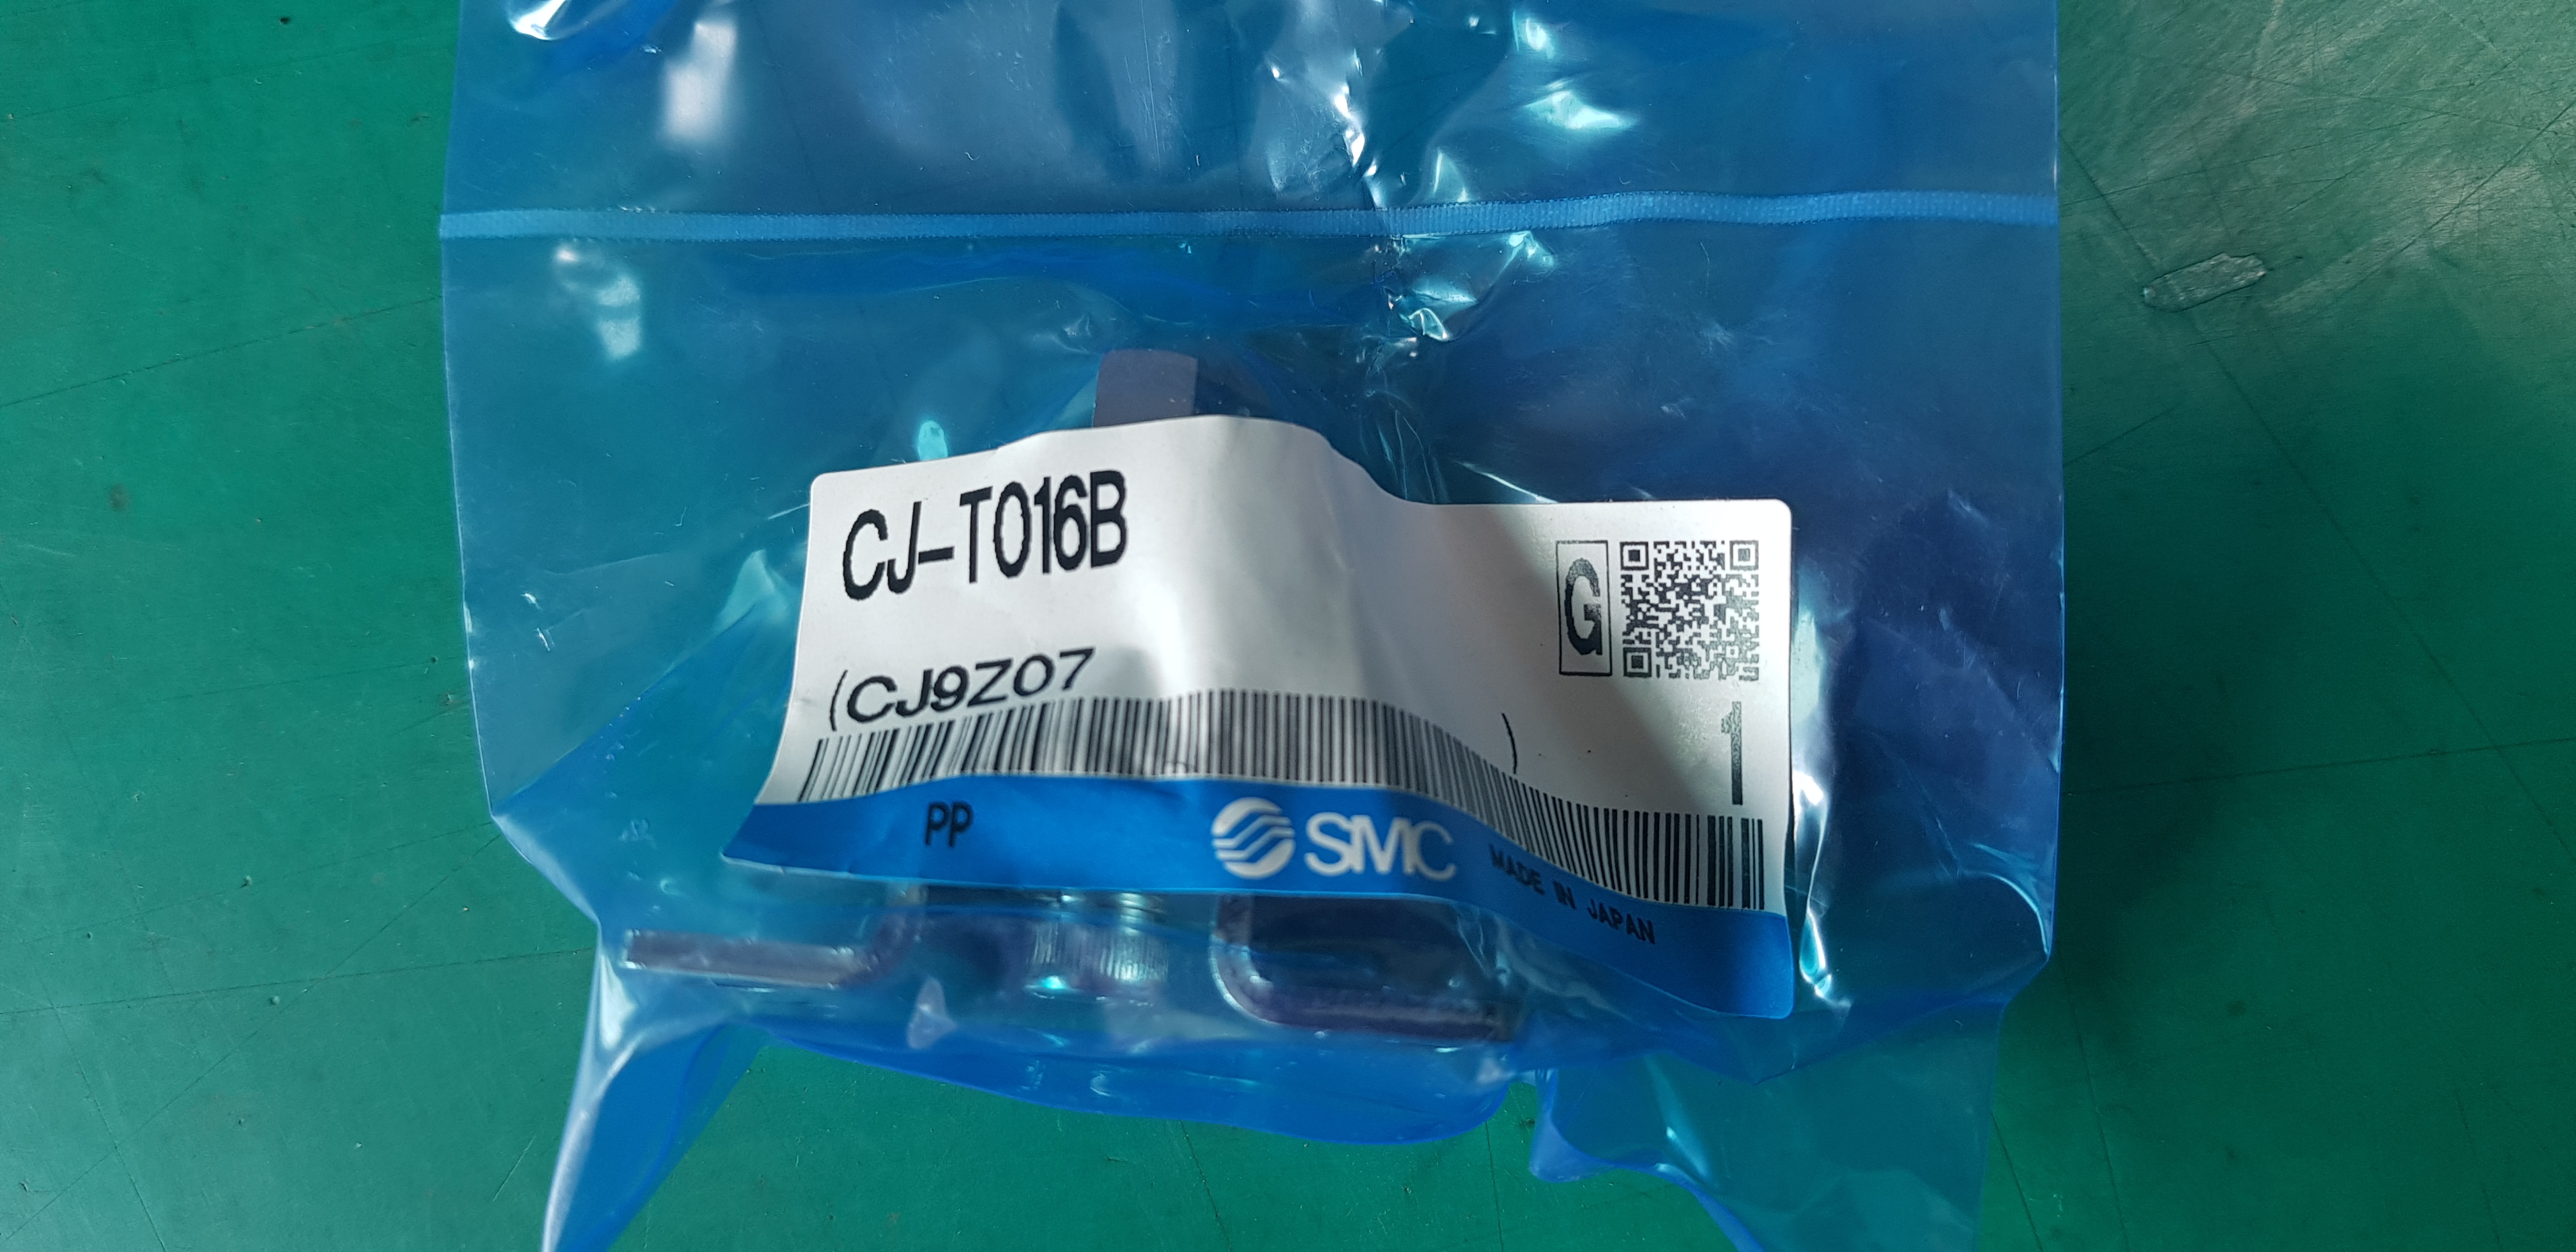 CJ-T016B
G
(CJ9Z07 )
1
PP
SMC
MADE IN JAPAN